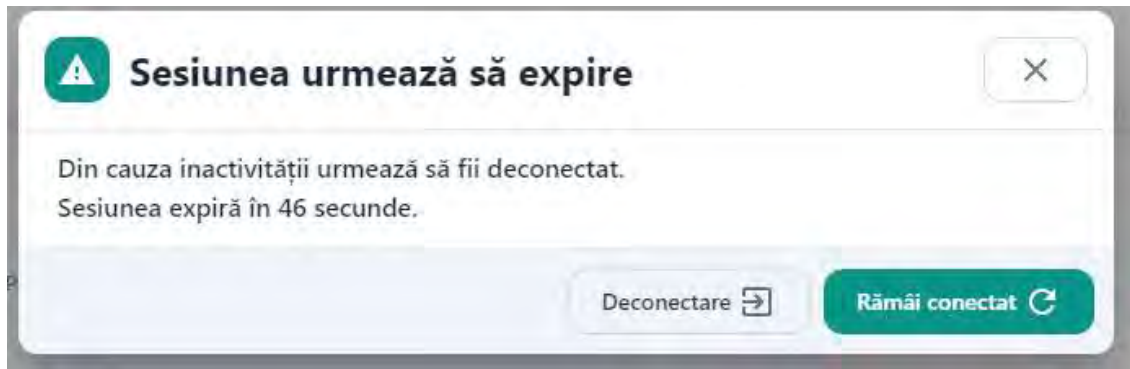 Sesiunea urmează să expire
Din cauza inactivității urmează să fii deconectat.
Sesiunea expiră în 46 secunde.
Deconectare
Rămâi conectat